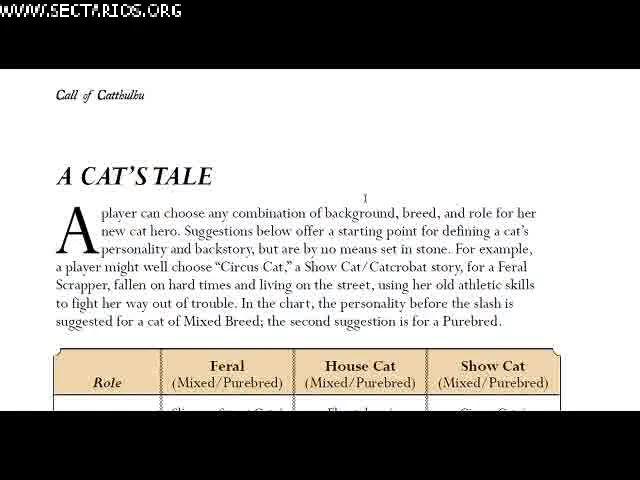 WWW.SECTARIOS.ORG
Call of Catthulhu
A CAT'S TALE
A player can choose any combination of background, breed, and role for her
new cat hero. Suggestions below offer a starting point for defining a cat's
personality and backstory, but are by no means set in stone. For example,
a player might well choose “Circus Cat,” a Show Cat/Catcrobat story, for a Feral
Scrapper, fallen on hard times and living on the street, using her old athletic skills
to fight her way out of trouble. In the chart, the personality before the slash is
suggested for a cat of Mixed Breed; the second suggestion is for a Purebred.
Role
Feral
(Mixed/Purebred)
House Cat
(Mixed/Purebred)
Show Cat
(Mixed/Purebred)